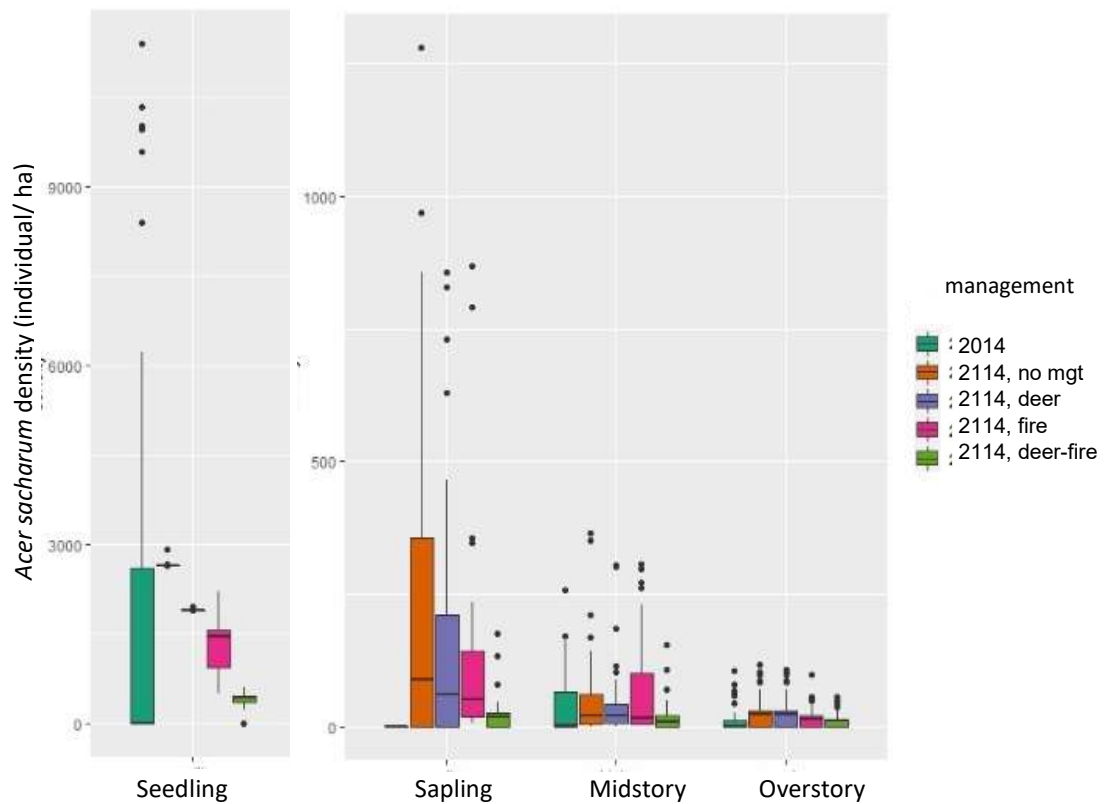 Acer sacharum density (individual/ ha)
9000
6000
3000
0
1000
500
0
Seedling
Sapling
Midstory
Overstory
management
2014
2114, no mgt
2114, deer
2114, fire
2114, deer-fire